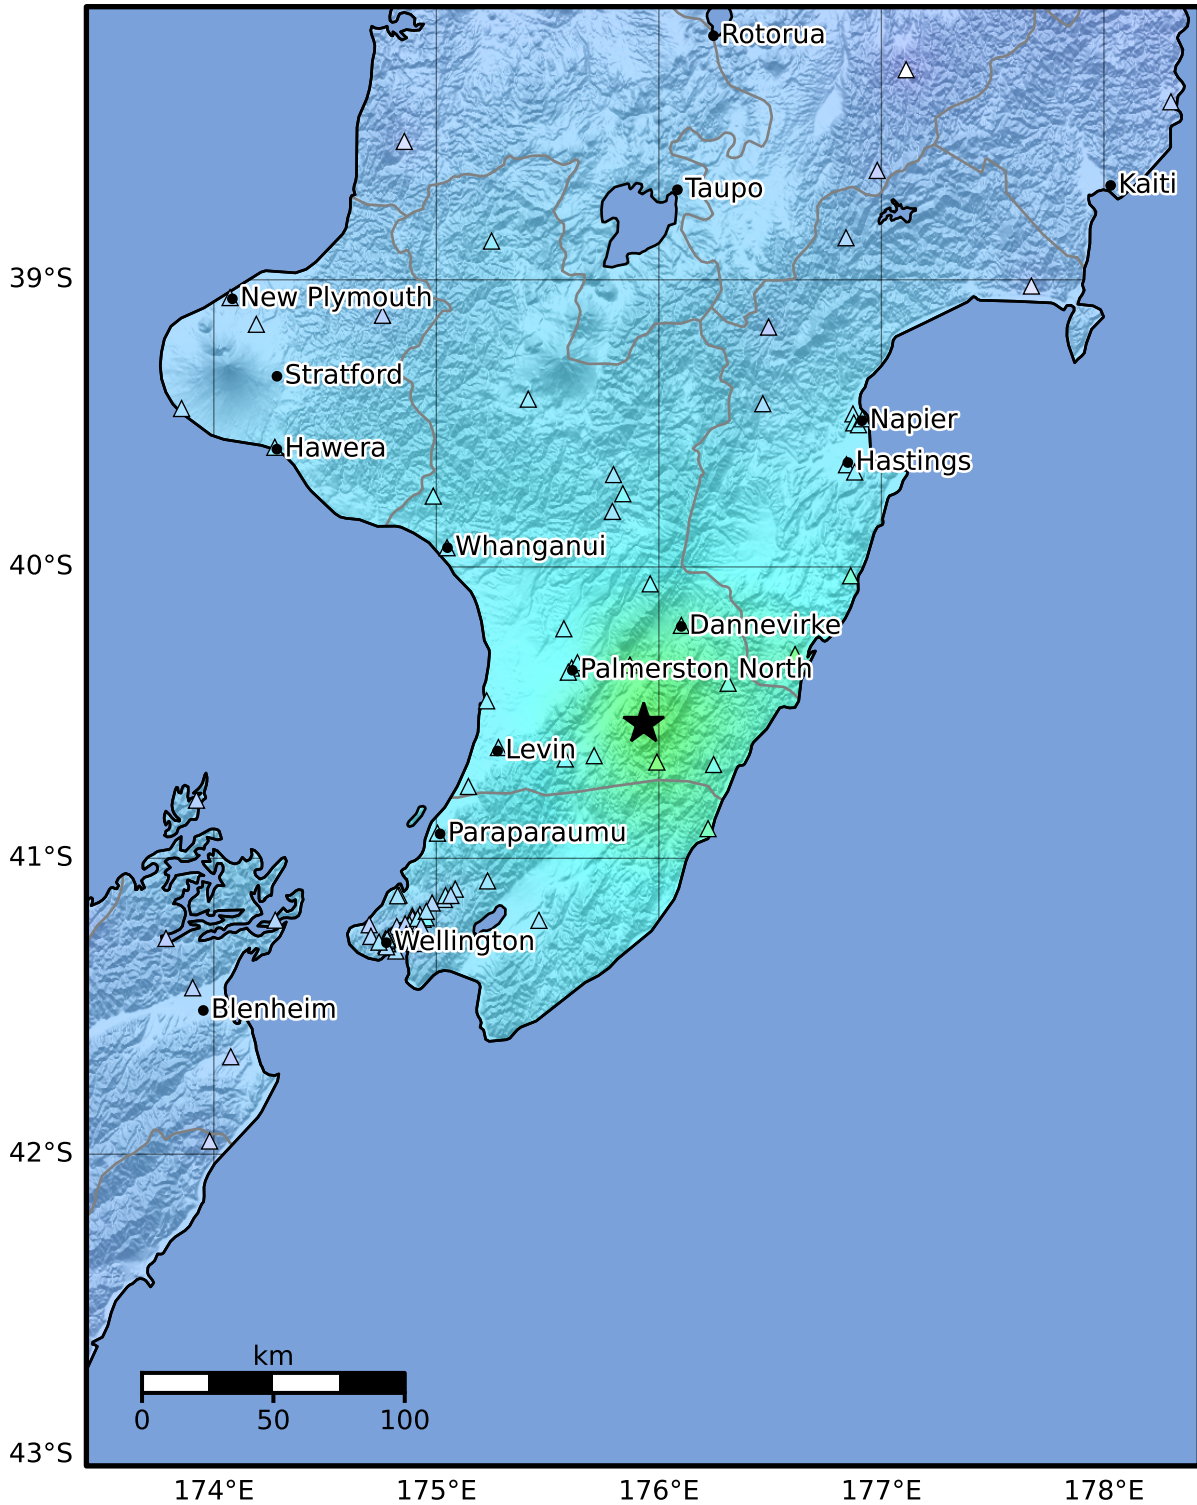 Rotorua
Taupo
Kaiti
39°S
New Plymouth
Stratford
Napier
Hawera
Hastings
Whanganui
40°S
Dannevirke
Palmerston North
Levin
Paraparaumu
41°S
Wellington
Blenheim
42°S
km
0 50 100
43°S
174°E 175°E 176°E 177°E 178°E